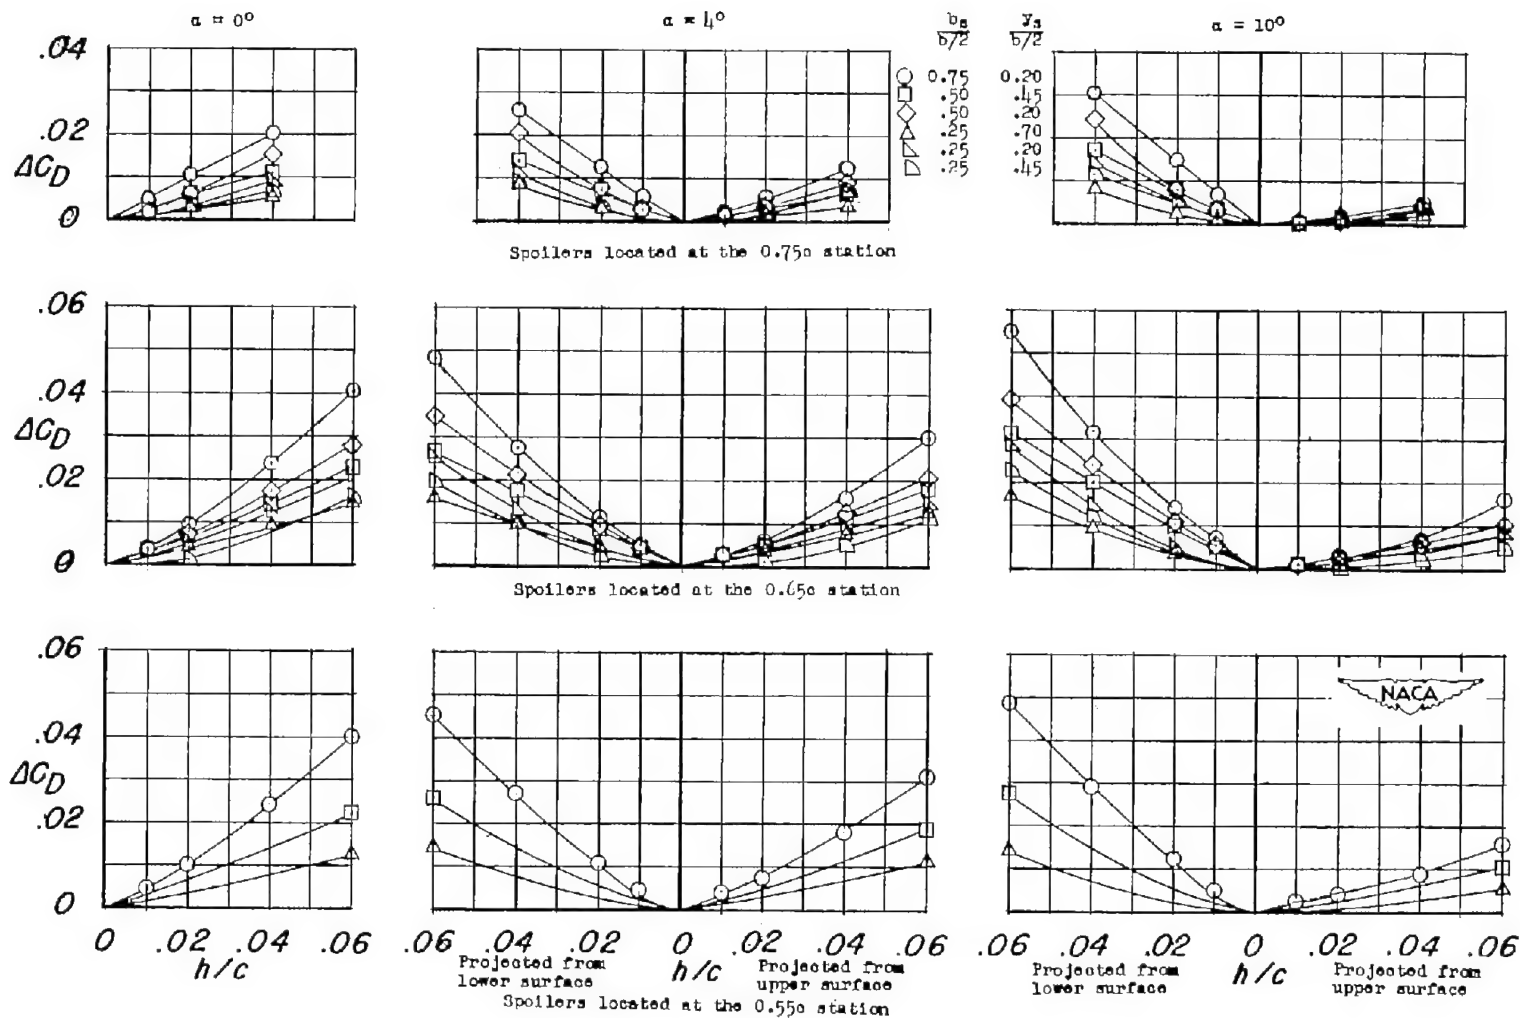 α = 0° α = 4° α = 10°
b_s/b/2 y_s/b/2
0.75 0.20
.50 .45
.50 .20
.25 .70
.25 .20
.25 .45
.04
.02
ΔC_D
0
Spoilers located at the 0.75c station
.06
.04
ΔC_D
.02
0
Spoilers located at the 0.65c station
.06
.04
ΔC_D
.02
0
NACA
0 .02 .04 .06 .06 .04 .02 0 .02 .04 .06 .06 .04 .02 0 .02 .04 .06
h/c h/c h/c
Projected from Projected from Projected from Projected from
lower surface upper surface lower surface upper surface
Spoilers located at the 0.55c station